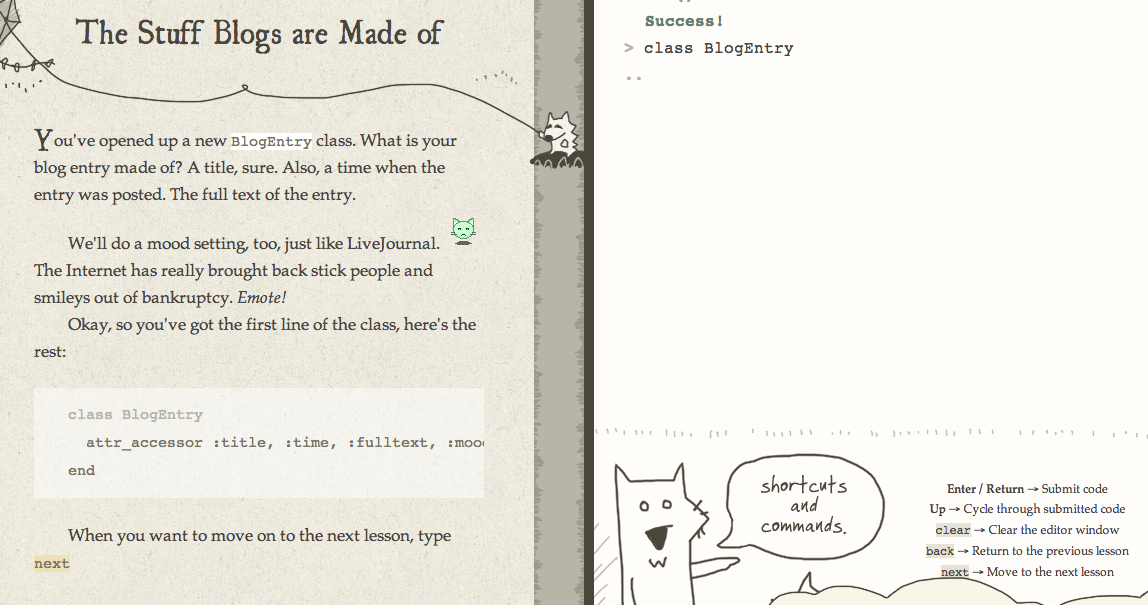 The Stuff Blogs are Made of
You've opened up a new BlogEntry class. What is your
blog entry made of? A title, sure. Also, a time when the
entry was posted. The full text of the entry.
We'll do a mood setting, too, just like LiveJournal.
The Internet has really brought back stick people and
smileys out of bankruptcy. Emote!
Okay, so you've got the first line of the class, here's the
rest:
class BlogEntry
attr_accessor :title, :time, :fulltext, :moo
end
When you want to move on to the next lesson, type
next
Success!
> class BlogEntry
..
shortcuts
and
commands.
Enter / Return → Submit code
Up → Cycle through submitted code
clear → Clear the editor window
back → Return to the previous lesson
next → Move to the next lesson